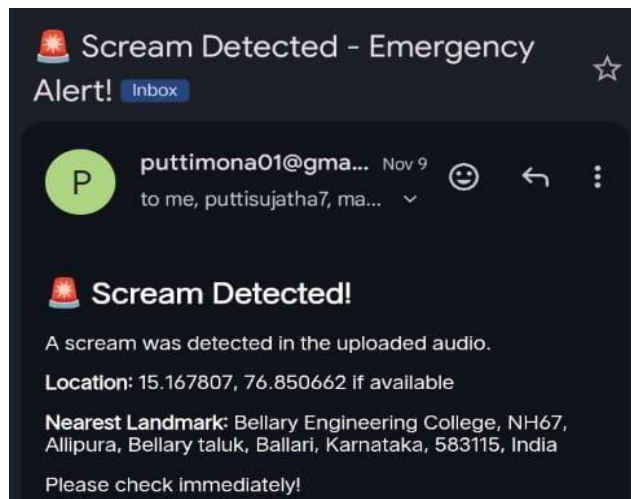 🚨 Scream Detected - Emergency
Alert! Inbox
P
puttimona01@gma... Nov 9
to me, puttisujatha7, ma...
🚨 Scream Detected!
A scream was detected in the uploaded audio.
Location: 15.167807, 76.850662 if available
Nearest Landmark: Bellary Engineering College, NH67,
Allipura, Bellary taluk, Ballari, Karnataka, 583115, India
Please check immediately!